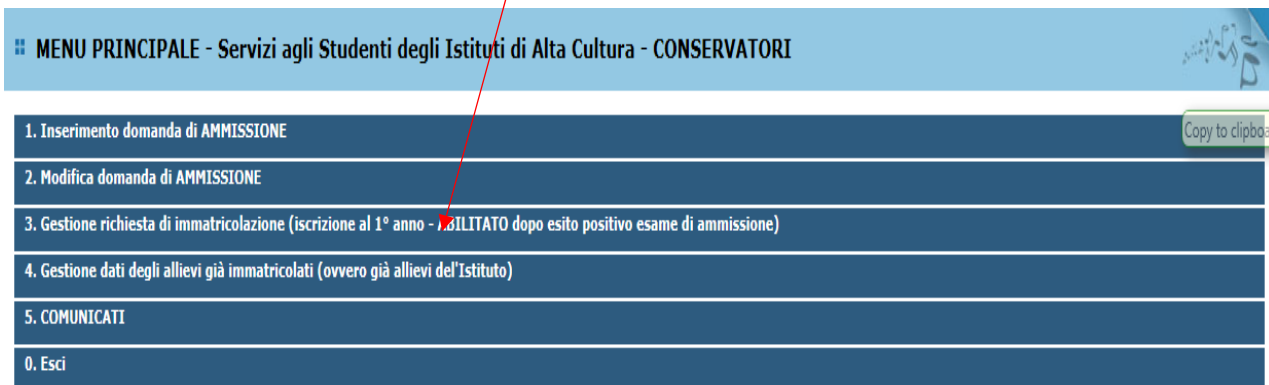 MENU PRINCIPALE - Servizi agli Studenti degli Istituti di Alta Cultura - CONSERVATORI
1. Inserimento domanda di AMMISSIONE
Copy to clipboa
2. Modifica domanda di AMMISSIONE
3. Gestione richiesta di immatricolazione (iscrizione al 1° anno - ABILITATO dopo esito positivo esame di ammissione)
4. Gestione dati degli allievi già immatricolati (ovvero già allievi del'Istituto)
5. COMUNICATI
0. Esci